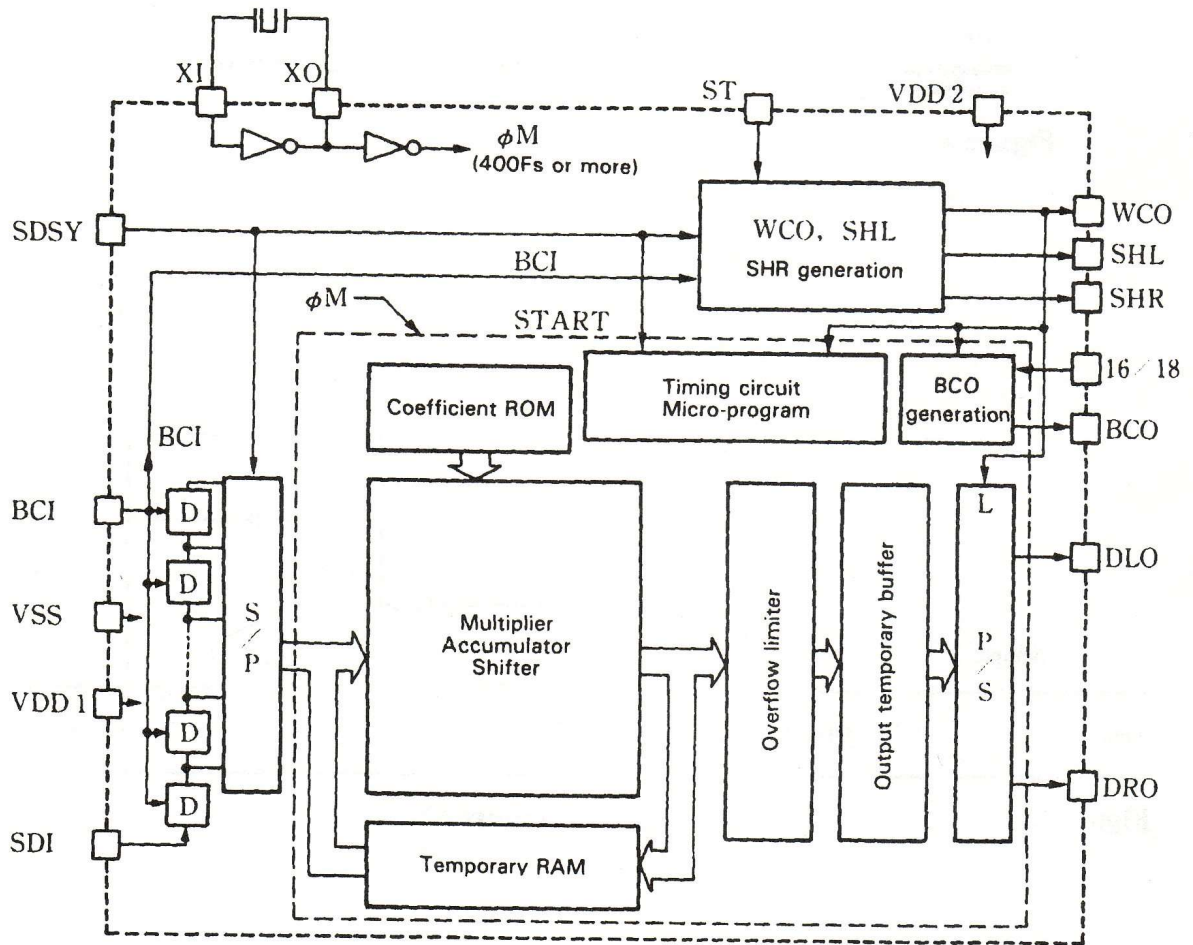 XI
XO
ST
VDD 2
φM
(400Fs or more)
SDSY
WCO, SHL
SHR generation
WCO
SHL
SHR
BCI
φM
START
16/18
Coefficient ROM
Timing circuit
Micro-program
BCO
generation
BCO
BCI
BCI
D
D
D
D
S/P
VSS
VDD 1
SDI
Multiplier
Accumulator
Shifter
Temporary RAM
Overflow limiter
Output temporary buffer
L
P/S
DLO
DRO